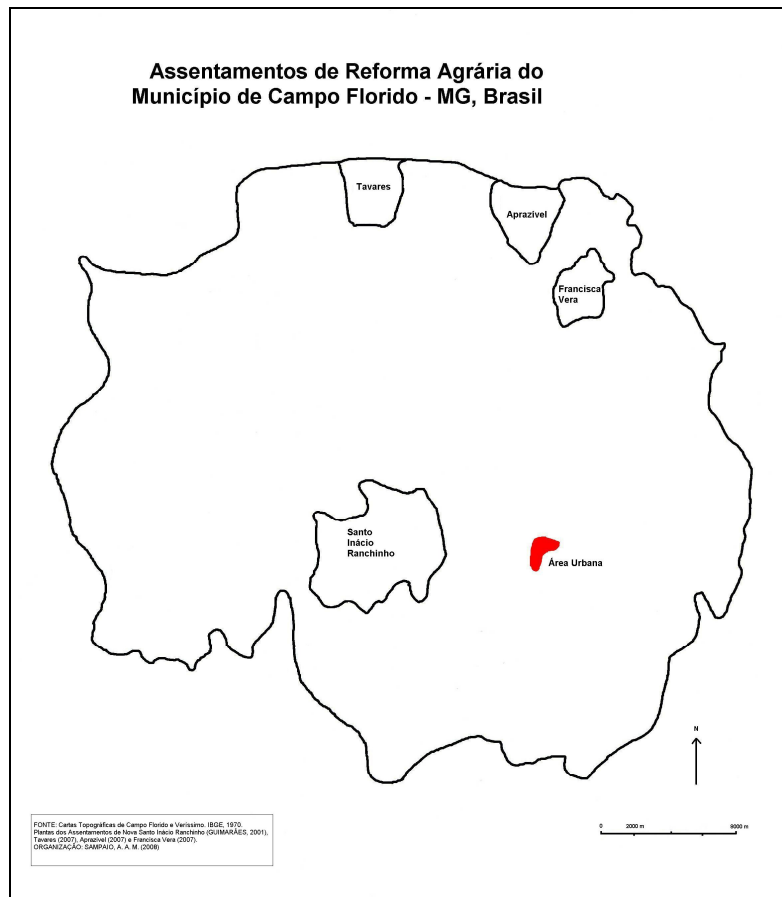 Assentamentos de Reforma Agrária do
Município de Campo Florido - MG, Brasil
Tavares
Aprazível
Francisca
Vera
Santo
Inácio
Ranchinho
Área Urbana
N
0 2000 m 8000 m
FONTE: Cartas Topográficas de Campo Florido e Veríssimo. IBGE, 1970.
Plantas dos Assentamentos de Nova Santo Inácio Ranchinho (GUIMARÃES, 2001),
Tavares (2007), Aprazível (2007) e Francisca Vera (2007).
ORGANIZAÇÃO: SAMPAIO, A. A. M. (2008)